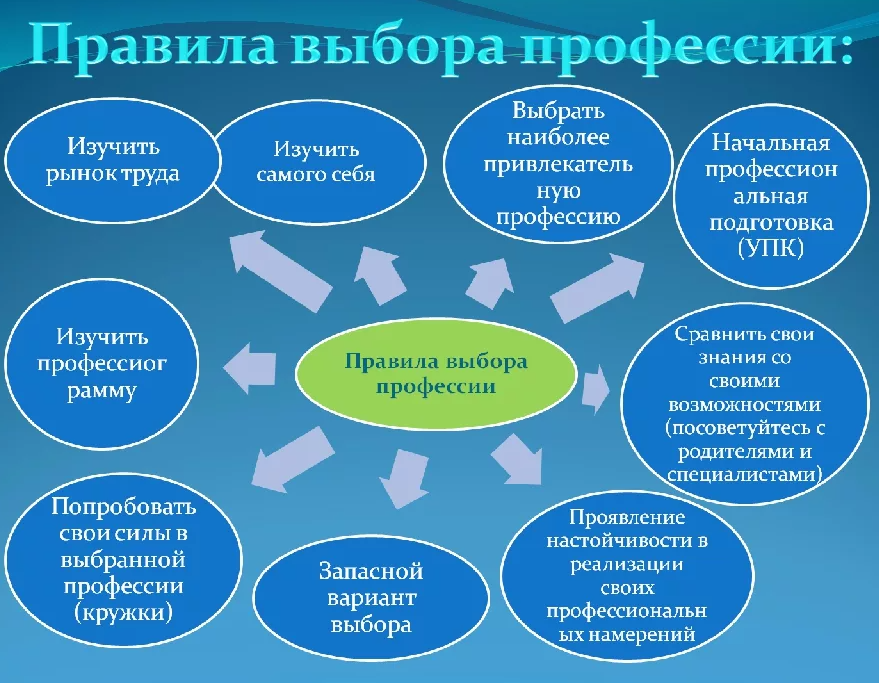 Правила выбора профессии:
Изучить
рынок труда
Изучить
самого себя
Выбрать
наиболее
привлекатель
ную
профессию
Начальная
профессион
альная
подготовка
(УПК)
Изучить
профессиог
рамму
Правила выбора
профессии
Сравнить свои
знания со
своими
возможностями
(посоветуйтесь с
родителями и
специалистами)
Попробовать
свои силы в
выбранной
профессии
(кружки)
Запасной
вариант
выбора
Проявление
настойчивости в
реализации
своих
профессиональн
ых намерений